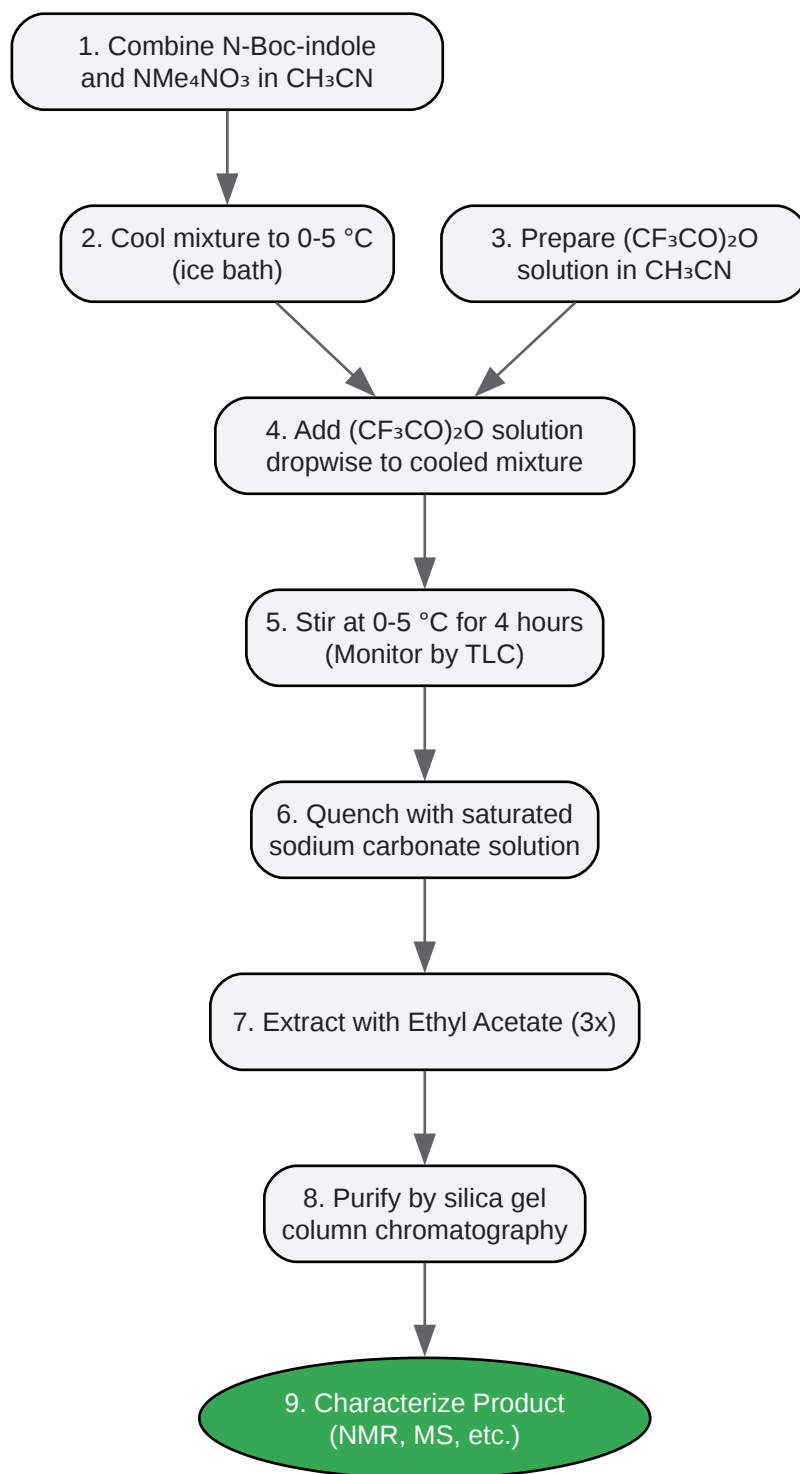 1. Combine N-Boc-indole
and NMe₄NO₃ in CH₃CN
2. Cool mixture to 0-5 °C
(ice bath)
3. Prepare (CF₃CO)₂O
solution in CH₃CN
4. Add (CF₃CO)₂O solution
dropwise to cooled mixture
5. Stir at 0-5 °C for 4 hours
(Monitor by TLC)
6. Quench with saturated
sodium carbonate solution
7. Extract with Ethyl Acetate (3x)
8. Purify by silica gel
column chromatography
9. Characterize Product
(NMR, MS, etc.)